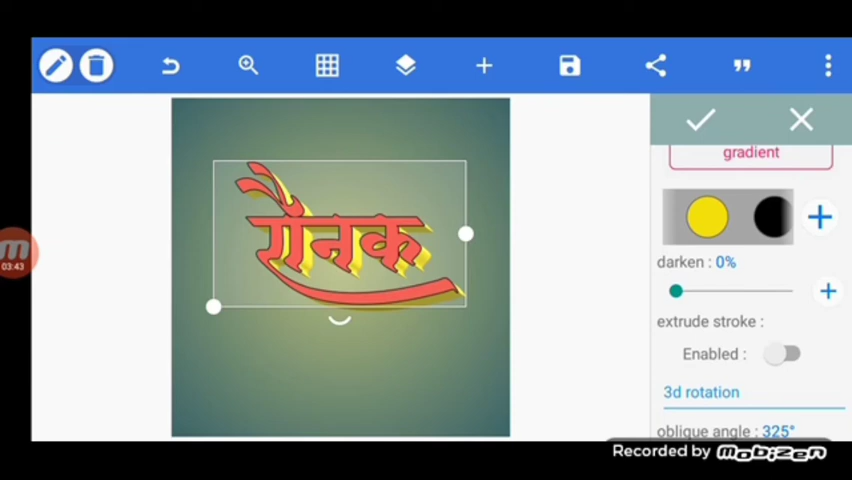 gradient
darken : 0%
रौनक
extrude stroke :
Enabled :
03:43
3d rotation
oblique angle : 325°
Recorded by mobizen